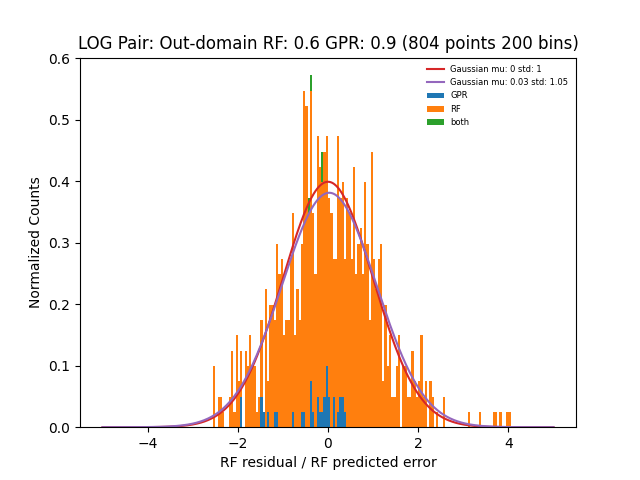 LOG Pair: Out-domain RF: 0.6 GPR: 0.9 (804 points 200 bins)
Gaussian mu: 0 std: 1
Gaussian mu: 0.03 std: 1.05
GPR
RF
both
Normalized Counts
0.6
0.5
0.4
0.3
0.2
0.1
0.0
−4
−2
0
2
4
RF residual / RF predicted error